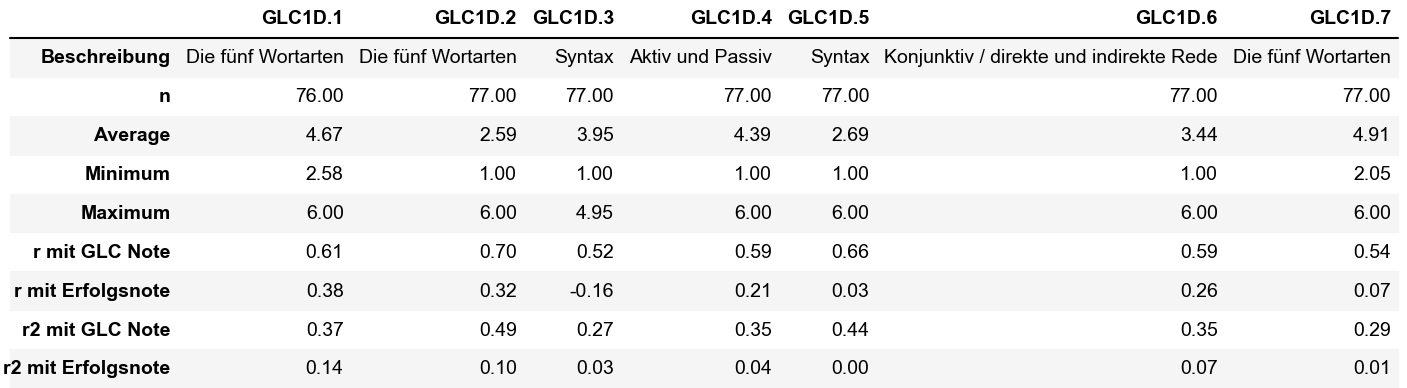 GLC1D.1 GLC1D.2 GLC1D.3 GLC1D.4 GLC1D.5 GLC1D.6 GLC1D.7
Beschreibung Die fünf Wortarten Die fünf Wortarten Syntax Aktiv und Passiv Syntax Konjunktiv / direkte und indirekte Rede Die fünf Wortarten
n 76.00 77.00 77.00 77.00 77.00 77.00 77.00
Average 4.67 2.59 3.95 4.39 2.69 3.44 4.91
Minimum 2.58 1.00 1.00 1.00 1.00 1.00 2.05
Maximum 6.00 6.00 4.95 6.00 6.00 6.00 6.00
r mit GLC Note 0.61 0.70 0.52 0.59 0.66 0.59 0.54
r mit Erfolgsnote 0.38 0.32 -0.16 0.21 0.03 0.26 0.07
r2 mit GLC Note 0.37 0.49 0.27 0.35 0.44 0.35 0.29
r2 mit Erfolgsnote 0.14 0.10 0.03 0.04 0.00 0.07 0.01